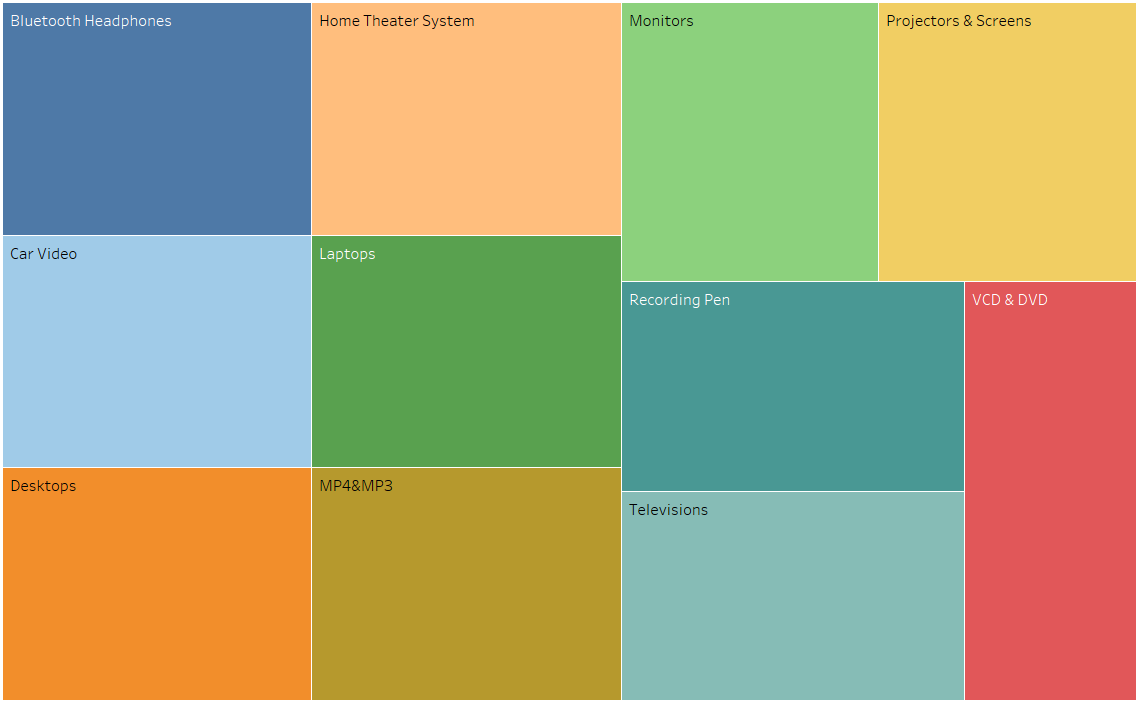 Bluetooth Headphones
Home Theater System
Monitors
Projectors & Screens
Car Video
Laptops
Recording Pen
VCD & DVD
Desktops
MP4&MP3
Televisions